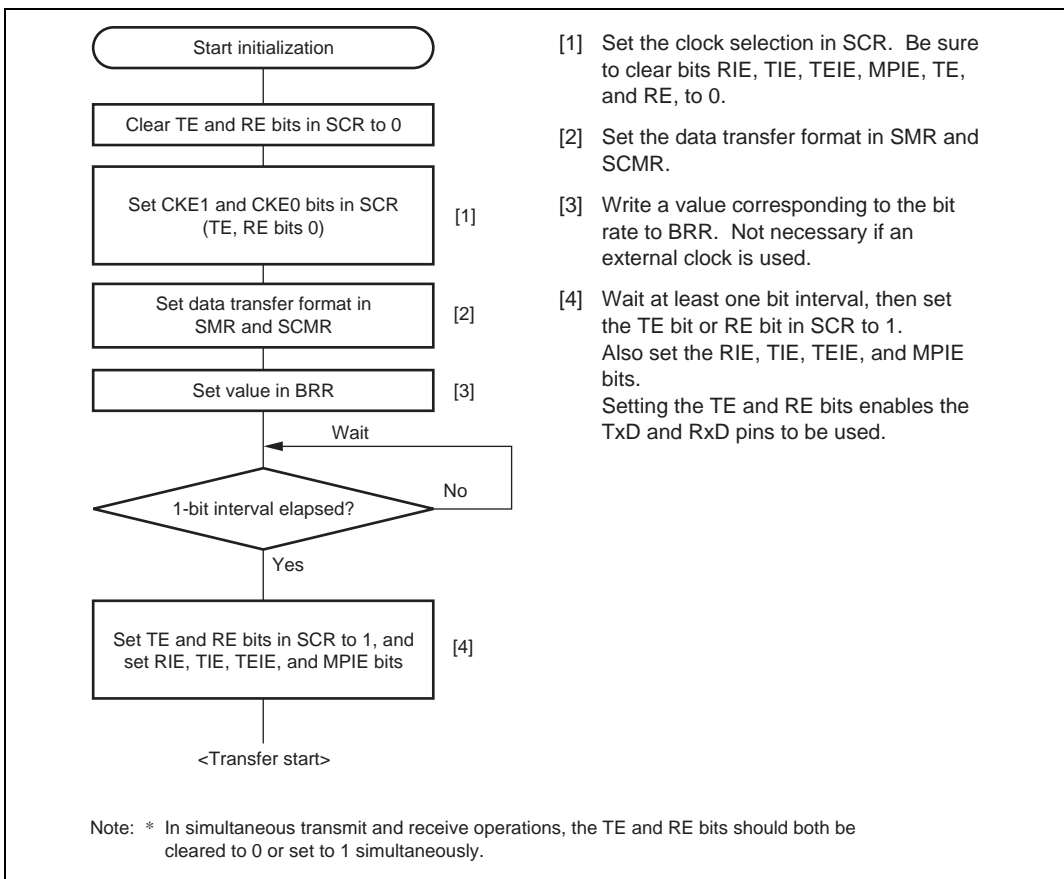 Start initialization
Clear TE and RE bits in SCR to 0
Set CKE1 and CKE0 bits in SCR
(TE, RE bits 0)
[1]
Set data transfer format in
SMR and SCMR
[2]
Set value in BRR
[3]
Wait
1-bit interval elapsed?
No
Yes
Set TE and RE bits in SCR to 1, and
set RIE, TIE, TEIE, and MPIE bits
[4]
<Transfer start>
[1] Set the clock selection in SCR. Be sure
to clear bits RIE, TIE, TEIE, MPIE, TE,
and RE, to 0.
[2] Set the data transfer format in SMR and
SCMR.
[3] Write a value corresponding to the bit
rate to BRR. Not necessary if an
external clock is used.
[4] Wait at least one bit interval, then set
the TE bit or RE bit in SCR to 1.
Also set the RIE, TIE, TEIE, and MPIE
bits.
Setting the TE and RE bits enables the
TxD and RxD pins to be used.
Note: * In simultaneous transmit and receive operations, the TE and RE bits should both be
cleared to 0 or set to 1 simultaneously.